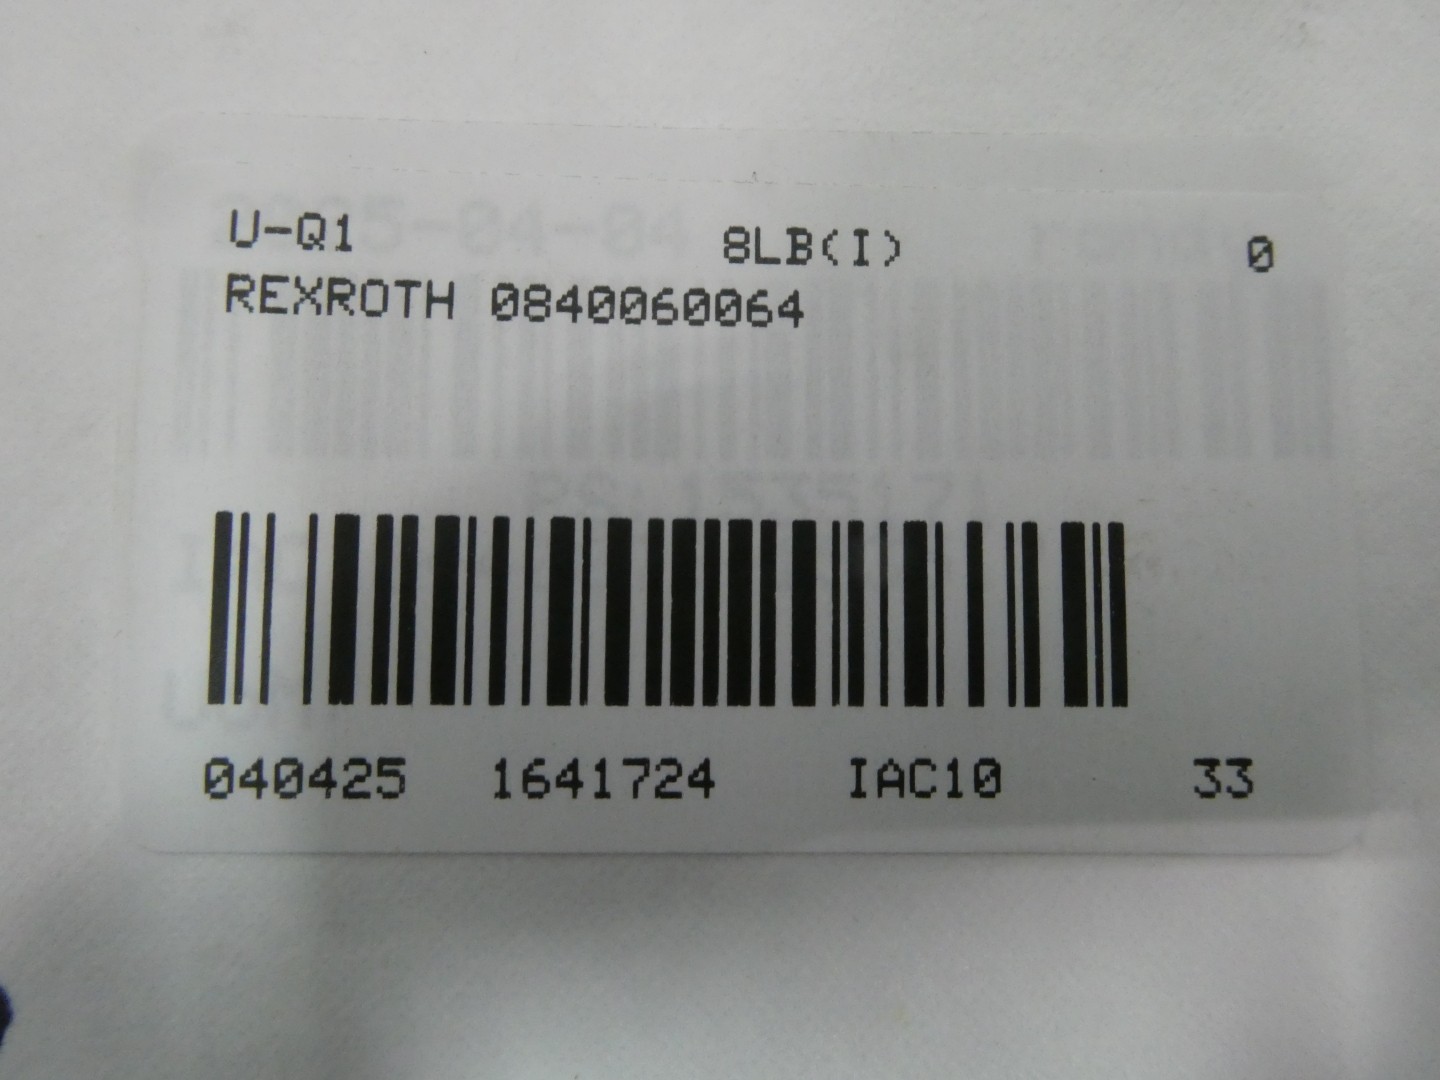 U-Q1 8LB(I) 0
REXROTH 0840060064
040425 1641724 IAC10 33